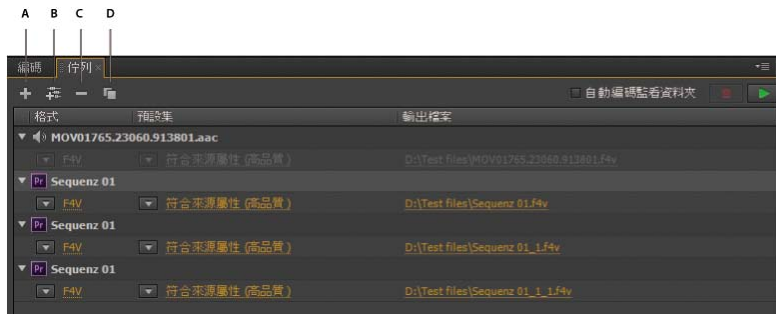 A B C D
編碼 佇列 ×
自動編碼監看資料夾
格式 預設集 輸出檔案
MOV01765.23060.913801.aac
F4V 符合來源屬性 (高品質) D:\Test files\MOV01765.23060.913801.f4v
Pr Sequenz 01
F4V 符合來源屬性 (高品質) D:\Test files\Sequenz 01.f4v
Pr Sequenz 01
F4V 符合來源屬性 (高品質) D:\Test files\Sequenz 01_1.f4v
Pr Sequenz 01
F4V 符合來源屬性 (高品質) D:\Test files\Sequenz 01_1_1.f4v